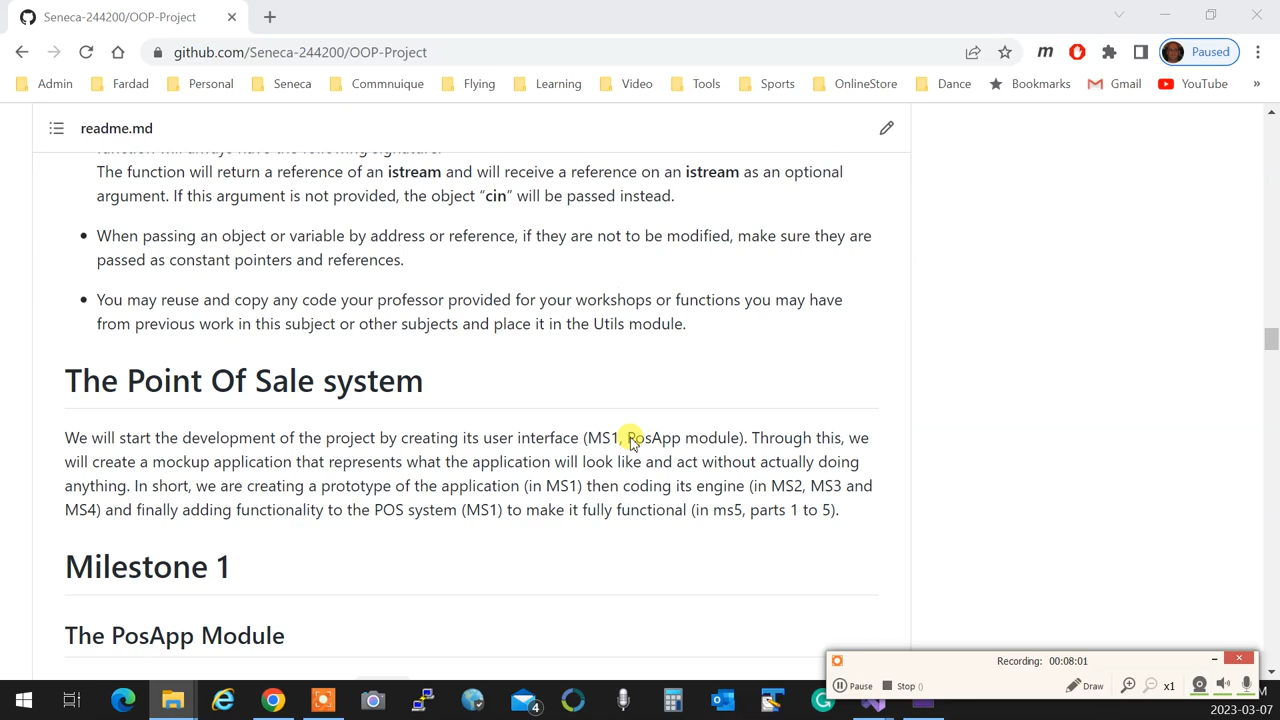 Seneca-244200/OOP-Project
github.com/Seneca-244200/OOP-Project
m
Paused
Admin
Fardad
Personal
Seneca
Commnuique
Flying
Learning
Video
Tools
Sports
OnlineStore
Dance
Bookmarks
Gmail
YouTube
»
readme.md
function will always have the following signature:
The function will return a reference of an istream and will receive a reference on an istream as an optional
argument. If this argument is not provided, the object “cin” will be passed instead.
When passing an object or variable by address or reference, if they are not to be modified, make sure they are
passed as constant pointers and references.
You may reuse and copy any code your professor provided for your workshops or functions you may have
from previous work in this subject or other subjects and place it in the Utils module.
The Point Of Sale system
We will start the development of the project by creating its user interface (MS1, PosApp module). Through this, we
will create a mockup application that represents what the application will look like and act without actually doing
anything. In short, we are creating a prototype of the application (in MS1) then coding its engine (in MS2, MS3 and
MS4) and finally adding functionality to the POS system (MS1) to make it fully functional (in ms5, parts 1 to 5).
Milestone 1
The PosApp Module
Recording: 00:08:01
Pause
Stop ()
Draw
x1
4
M
2023-03-07